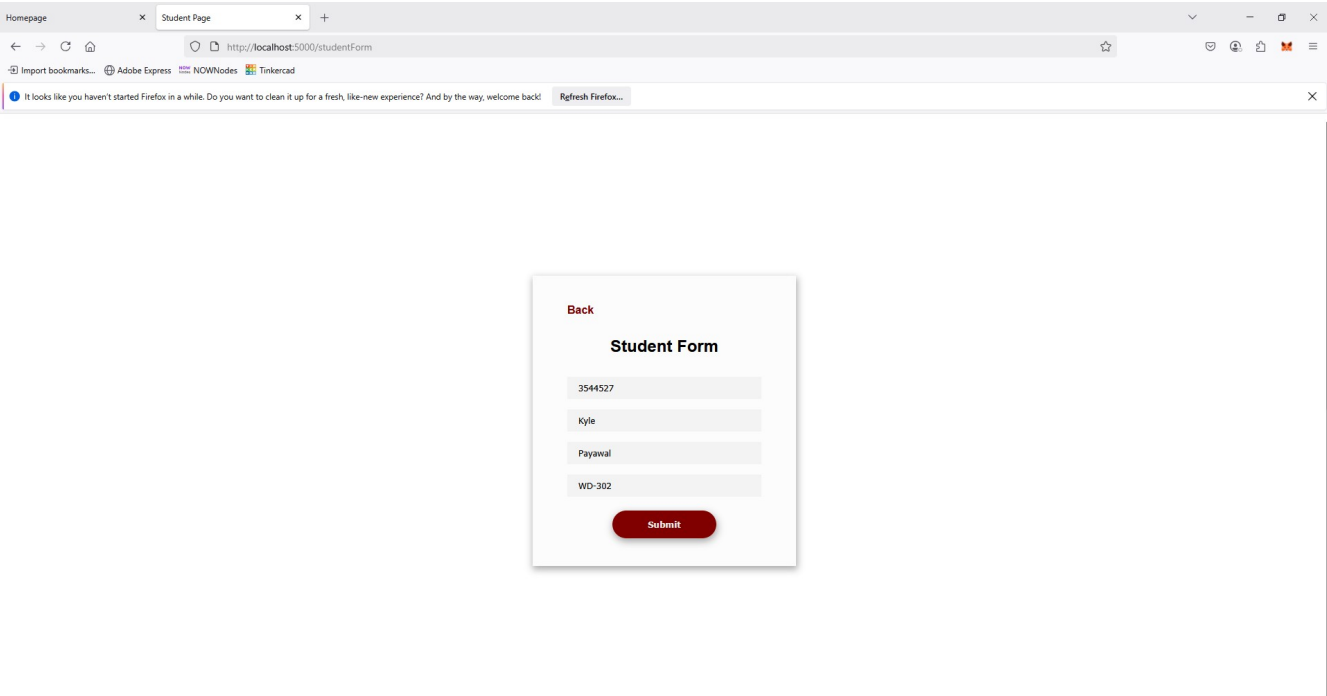 Homepage
Student Page
http://localhost:5000/studentForm
Import bookmarks... Adobe Express NOWNodes Tinkercad
It looks like you haven't started Firefox in a while. Do you want to clean it up for a fresh, like-new experience? And by the way, welcome back! Refresh Firefox...
Back
Student Form
3544527
Kyle
Payawal
WD-302
Submit